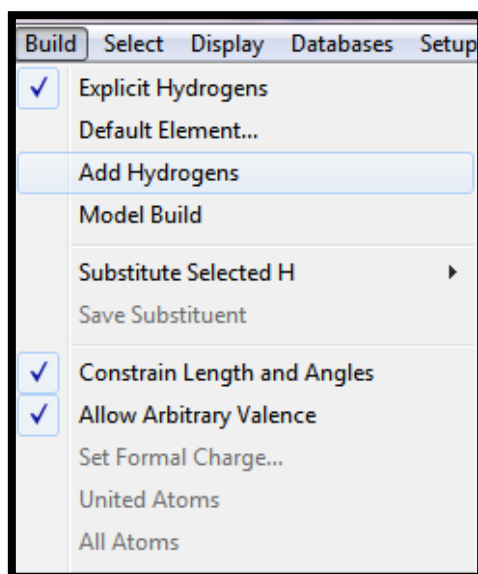 Build Select Display Databases Setup
Explicit Hydrogens
Default Element...
Add Hydrogens
Model Build
Substitute Selected H
Save Substituent
Constrain Length and Angles
Allow Arbitrary Valence
Set Formal Charge...
United Atoms
All Atoms